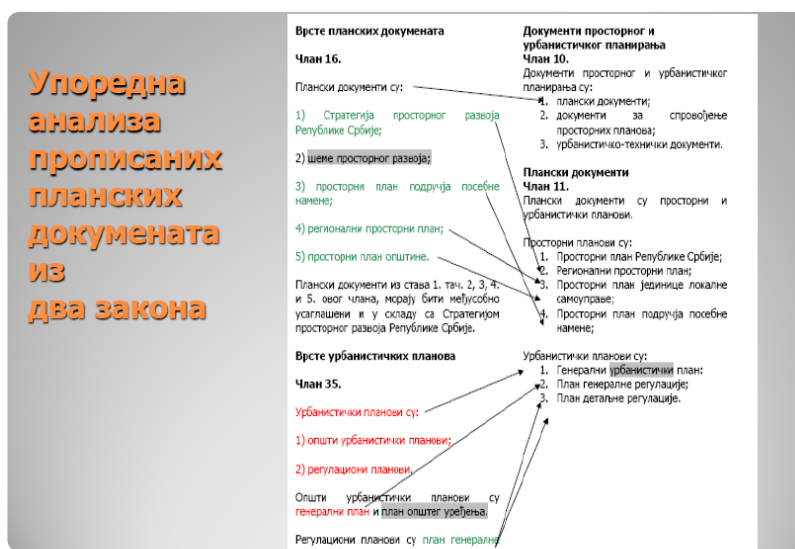 Упоредна
анализа
прописаних
планских
докумената
из
два закона
Врсте планских докумената
Члан 16.
Плански документи су:
1) Стратегија просторног развоја
Републике Србије;
2) шеме просторног развоја;
3) просторни план подручја посебне
намене;
4) регионални просторни план;
5) просторни план општине.
Плански документи из става 1. тач. 2, 3, 4.
и 5. овог члана, морају бити међусобно
усаглашени и у складу са Стратегијом
просторног развоја Републике Србије.
Врсте урбанистичких планова
Члан 35.
Урбанистички планови су:
1) општи урбанистички планови;
2) регулациони планови.
Општи урбанистички планови су
генерални план и план општег уређења.
Регулациони планови су план генералне
Документи просторног и
урбанистичког планирања
Члан 10.
Документи просторног и урбанистичког
планирања су:
1. плански документи;
2. документи за спровођење
просторних планова;
3. урбанистичко-технички документи.
Плански документи
Члан 11.
Плански документи су просторни и
урбанистички планови.
Просторни планови су:
1. Просторни план Републике Србије;
2. Регионални просторни план;
3. Просторни план јединице локалне
самоуправе;
4. Просторни план подручја посебне
намене;
Урбанистички планови су:
1. Генерални урбанистички план:
2. План генералне регулације;
3. План детаљне регулације.